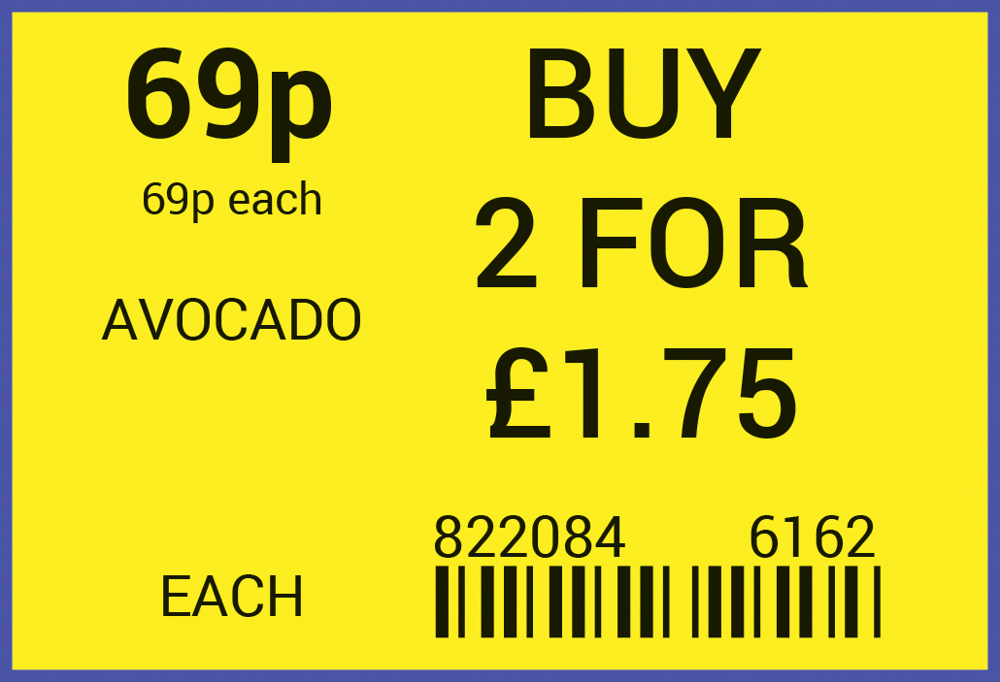 69p
69p each
AVOCADO
EACH
BUY
2 FOR
£1.75
822084 6162